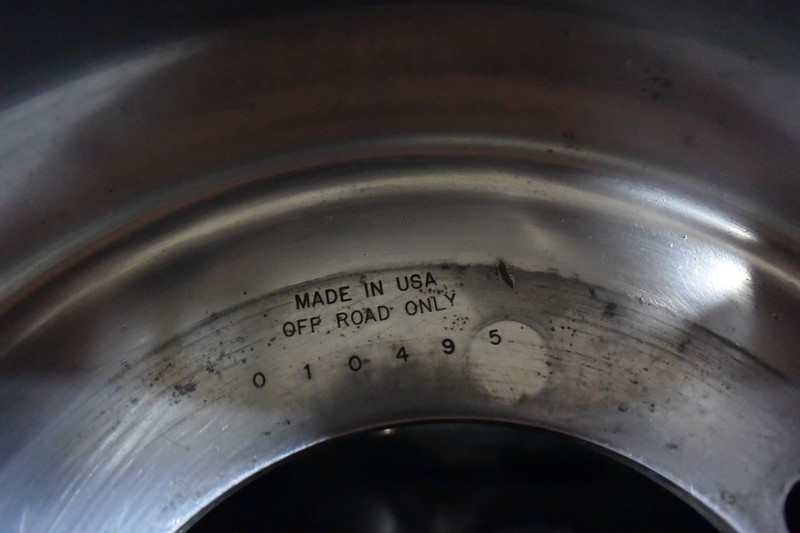 MADE IN USA
OFF ROAD ONLY
0 1 0 4 9 5